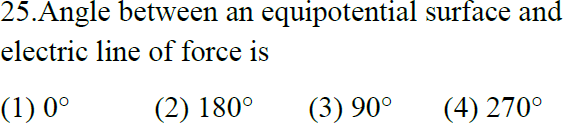 25.Angle between an equipotential surface and
electric line of force is
(1) 0° (2) 180° (3) 90° (4) 270°